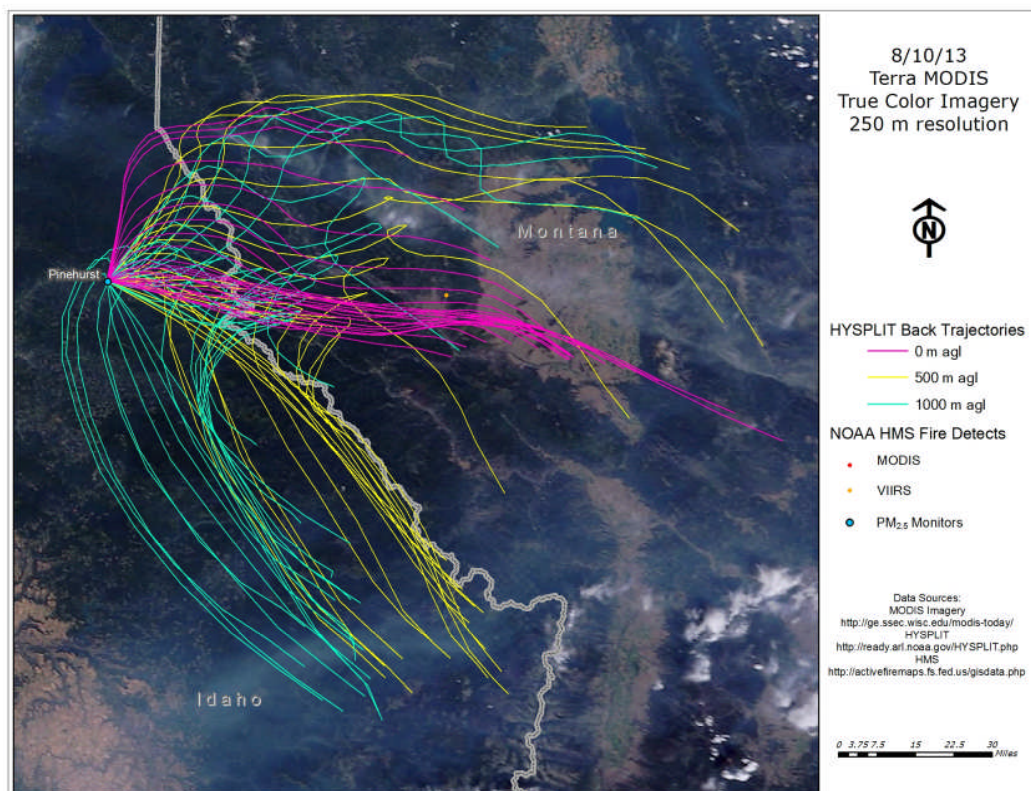 8/10/13
Terra MODIS
True Color Imagery
250 m resolution
N
Montana
Pinehurst
Idaho
HYSPLIT Back Trajectories
0 m agl
500 m agl
1000 m agl
NOAA HMS Fire Detects
MODIS
VIIRS
PM2.5 Monitors
Data Sources:
MODIS Imagery
http://ge.ssec.wisc.edu/modis-today/
HYSPLIT
http://ready.arl.noaa.gov/HYSPLIT.php
HMS
http://activefiremaps.fs.fed.us/gisdata.php
0 3.75 7.5 15 22.5 30
Miles